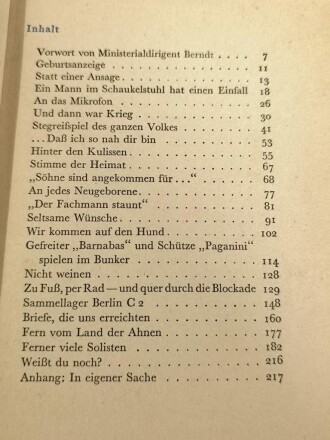 Inhalt
Vorwort von Ministerialdirigent Berndt . . . . 7
Geburtsanzeige . . . . . . . . . . . . . . 11
Statt einer Ansage . . . . . . . . . . . . . 13
Ein Mann im Schaukelstuhl hat einen Einfall 18
An das Mikrofon . . . . . . . . . . . . . 26
Und dann war Krieg . . . . . . . . . . . . 30
Stegreifspiel des ganzen Volkes . . . . . . . 41
. . . Daß ich so nah dir bin . . . . . . . . . 53
Hinter den Kulissen . . . . . . . . . . . . 55
Stimme der Heimat . . . . . . . . . . . . 67
„Söhne sind angekommen für . . .“ . . . . . 68
An jedes Neugeborene . . . . . . . . . . . 77
„Der Fachmann staunt“ . . . . . . . . . . 81
Seltsame Wünsche . . . . . . . . . . . . . 91
Wir kommen auf den Hund . . . . . . . . . 102
Gefreiter „Barnabas“ und Schütze „Paganini“
spielen im Bunker . . . . . . . . . . . 114
Nicht weinen . . . . . . . . . . . . . . . 128
Zu Fuß, per Rad — und quer durch die Blockade 129
Sammellager Berlin C 2 . . . . . . . . . . 148
Briefe, die uns erreichten . . . . . . . . . . 160
Fern vom Land der Ahnen . . . . . . . . . 177
Ferner viele Solisten . . . . . . . . . . . . 182
Weißt du noch? . . . . . . . . . . . . . . 216
Anhang: In eigener Sache . . . . . . . . . 217